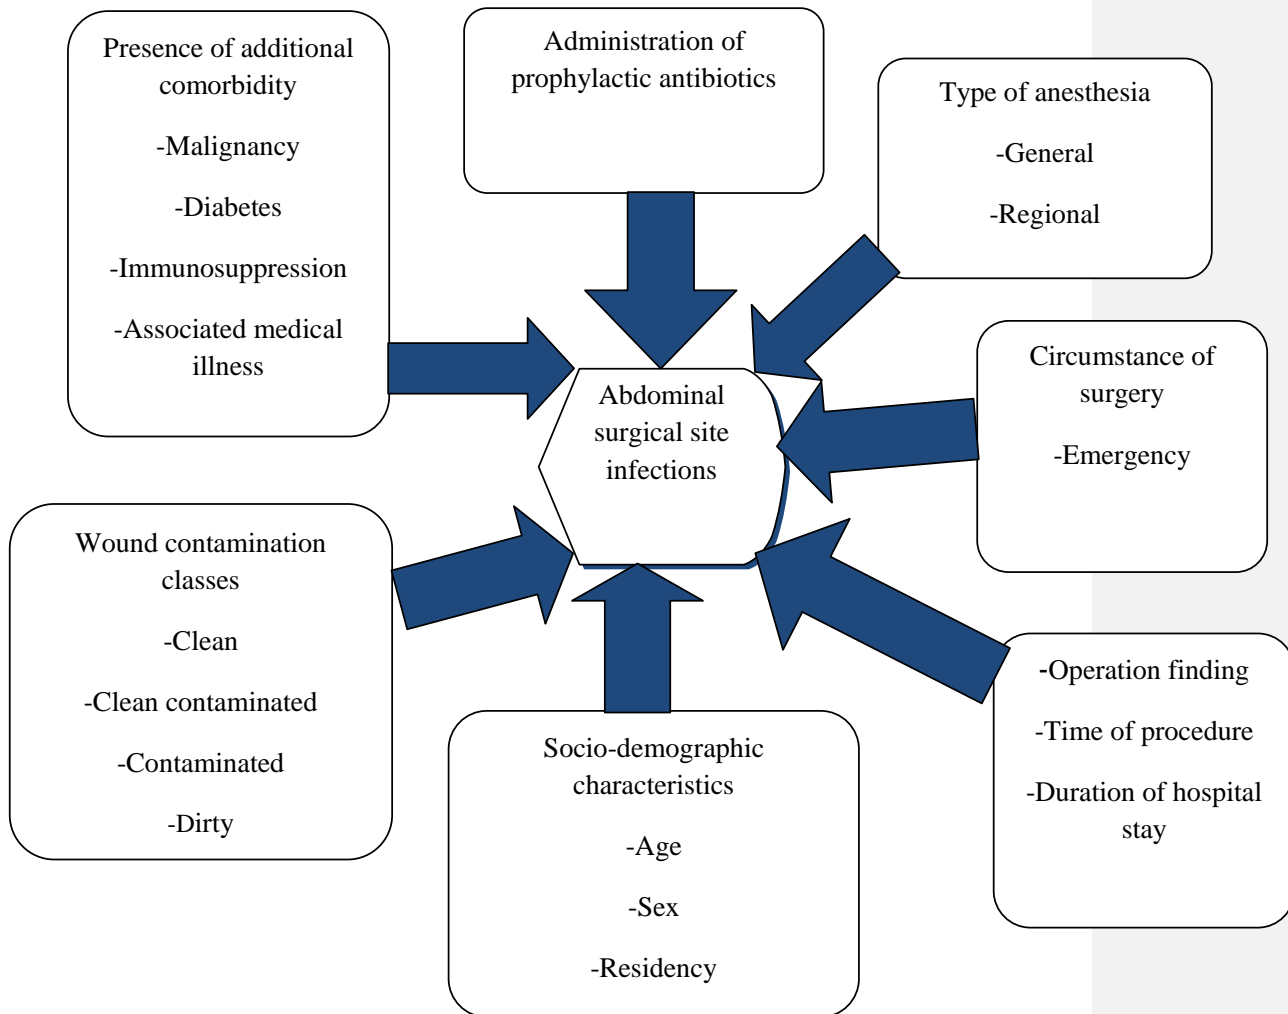 Presence of additional
comorbidity
-Malignancy
-Diabetes
-Immunosuppression
-Associated medical
illness
Administration of
prophylactic antibiotics
Type of anesthesia
-General
-Regional
Circumstance of
surgery
-Emergency
Abdominal
surgical site
infections
Wound contamination
classes
-Clean
-Clean contaminated
-Contaminated
-Dirty
Socio-demographic
characteristics
-Age
-Sex
-Residency
-Operation finding
-Time of procedure
-Duration of hospital
stay